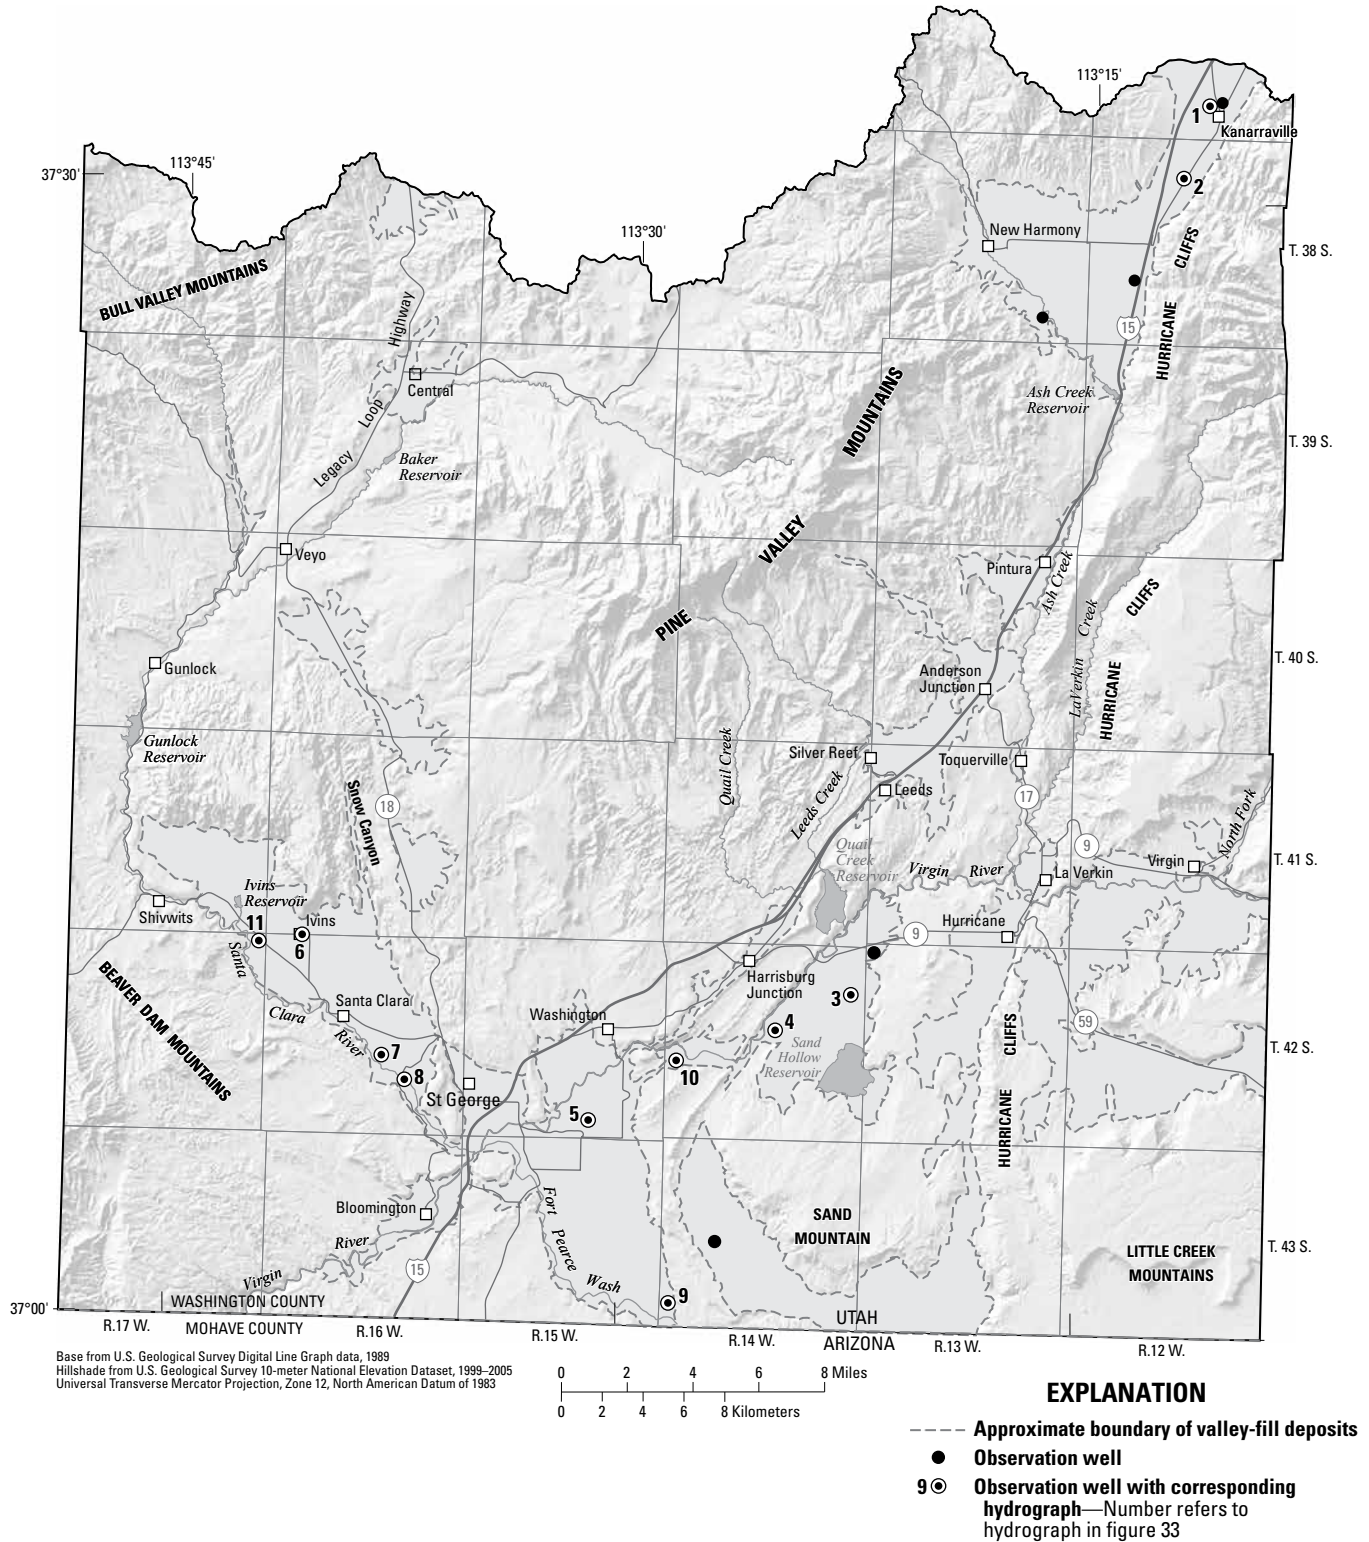 113°15'
1
Kanarraville
113°45'
37°30'
2
New Harmony
113°30'
T. 38 S.
CLIFFS
BULL VALLEY MOUNTAINS
Highway
15
HURRICANE
Central
Ash Creek
Reservoir
MOUNTAINS
Loop
T. 39 S.
Legacy
Baker
Reservoir
VALLEY
Veyo
Pintura
Ash Creek
CLIFFS
PINE
Creek
Gunlock
Anderson
Junction
LaVerkin
HURRICANE
T. 40 S.
Gunlock
Reservoir
Quail Creek
Silver Reef
Toquerville
Leeds
Leeds Creek
Snow Canyon
18
17
North Fork
Quail
Creek
Reservoir
9
Virgin
T. 41 S.
Virgin River
La Verkin
Ivins
Reservoir
Shivwits
11
Ivins
6
Hurricane
9
Santa
BEAVER DAM MOUNTAINS
Harrisburg
Junction
3
Santa Clara
Clara
River
Washington
4
59
CLIFFS
Sand
Hollow
Reservoir
T. 42 S.
7
8
10
St George
5
HURRICANE
Fort
Pearce
Wash
Bloomington
River
SAND
MOUNTAIN
T. 43 S.
LITTLE CREEK
MOUNTAINS
15
Virgin
9
37°00'
WASHINGTON COUNTY
MOHAVE COUNTY
UTAH
ARIZONA
R.17 W.
R.16 W.
R.15 W.
R.14 W.
R.13 W.
R.12 W.
Base from U.S. Geological Survey Digital Line Graph data, 1989
Hillshade from U.S. Geological Survey 10-meter National Elevation Dataset, 1999–2005
Universal Transverse Mercator Projection, Zone 12, North American Datum of 1983
0 2 4 6 8 Miles
0 2 4 6 8 Kilometers
EXPLANATION
Approximate boundary of valley-fill deposits
Observation well
9 Observation well with corresponding
hydrograph—Number refers to
hydrograph in figure 33